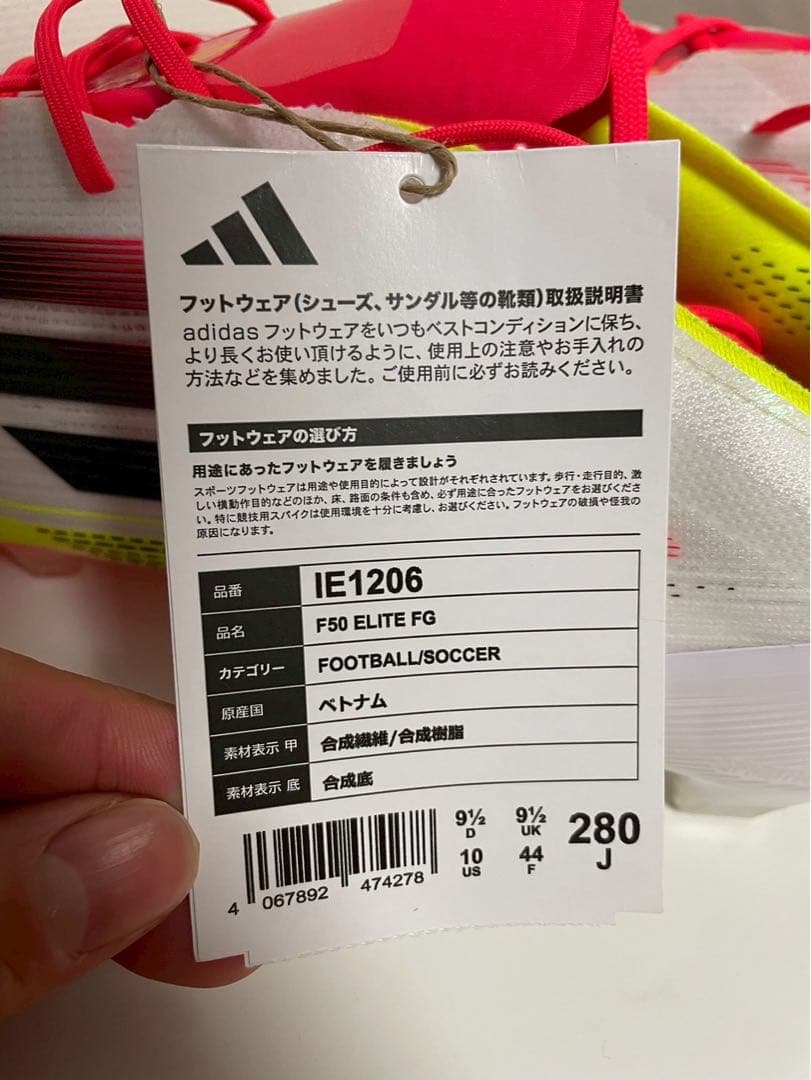 フットウェア(シューズ、サンダル等の靴類)取扱説明書
adidas フットウェアをいつもベストコンディションに保ち、
より長くお使い頂けるように、使用上の注意やお手入れの
方法などを集めました。ご使用前に必ずお読みください。
フットウェアの選び方
用途にあったフットウェアを履きましょう
スポーツフットウェアは用途や使用目的によって設計がそれぞれされています。歩行・走行目的、激
しい横動作目的などのほか、床、路面の条件も含め、必ず用途に合ったフットウェアをお選びくださ
い。特に競技用スパイクは使用環境を十分に考慮し、お選びください。フットウェアの破損や怪我の
原因になります。
品番 IE1206
品名 F50 ELITE FG
カテゴリー FOOTBALL/SOCCER
原産国 ベトナム
素材表示 甲 合成繊維/合成樹脂
素材表示 底 合成底
9½ D 9½ UK 280 J
10 US 44 F
4 067892 474278